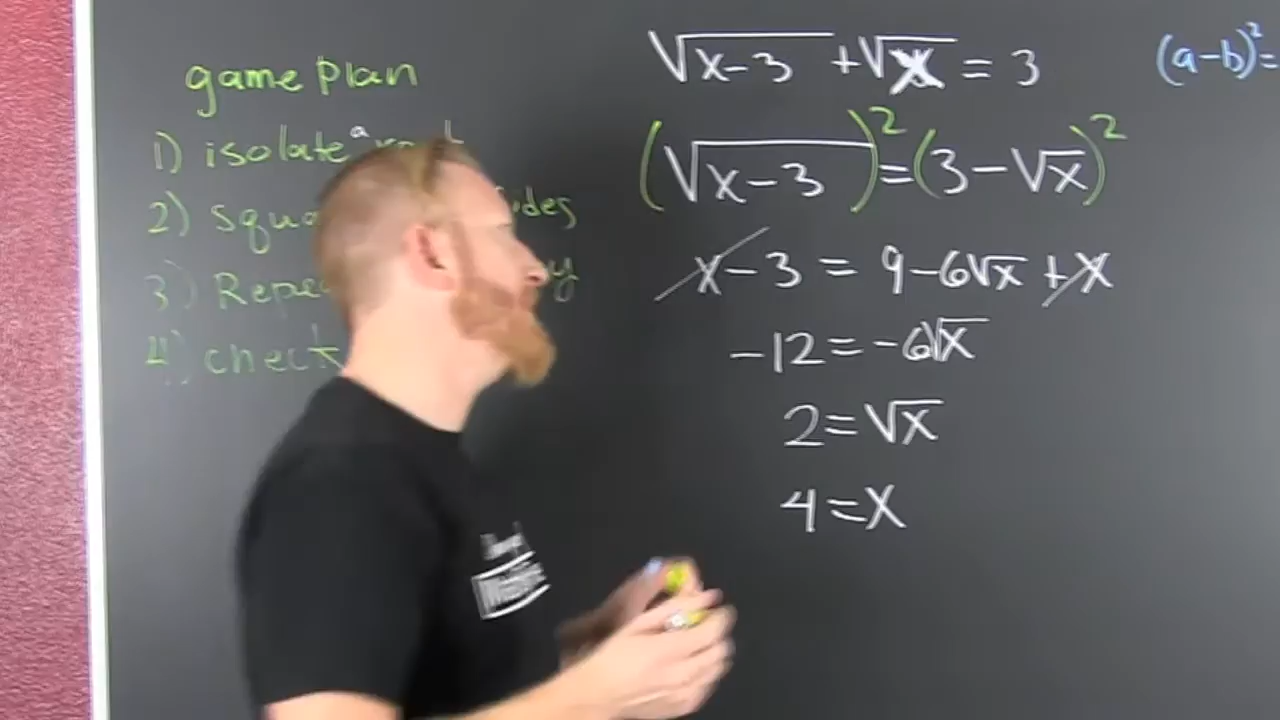 game plan
1) isolate a
2) squa ides
3) Repe y
4) check
√x-3 + √x = 3
(√x-3)² = (3-√x)²
x-3 = 9-6√x+x
-12 = -6√x
2 = √x
4 = x
(a-b)² =